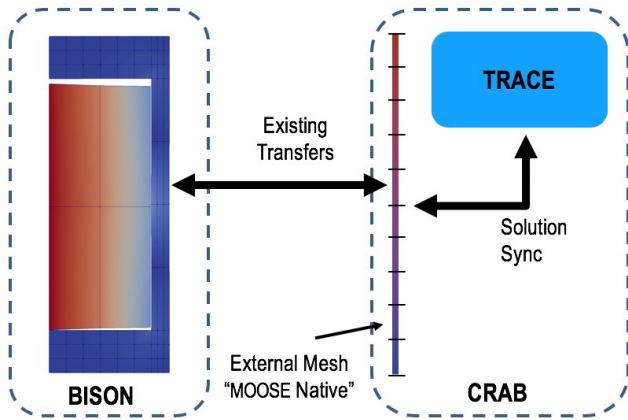 TRACE
Existing
Transfers
Solution
Sync
External Mesh
“MOOSE Native”
BISON
CRAB